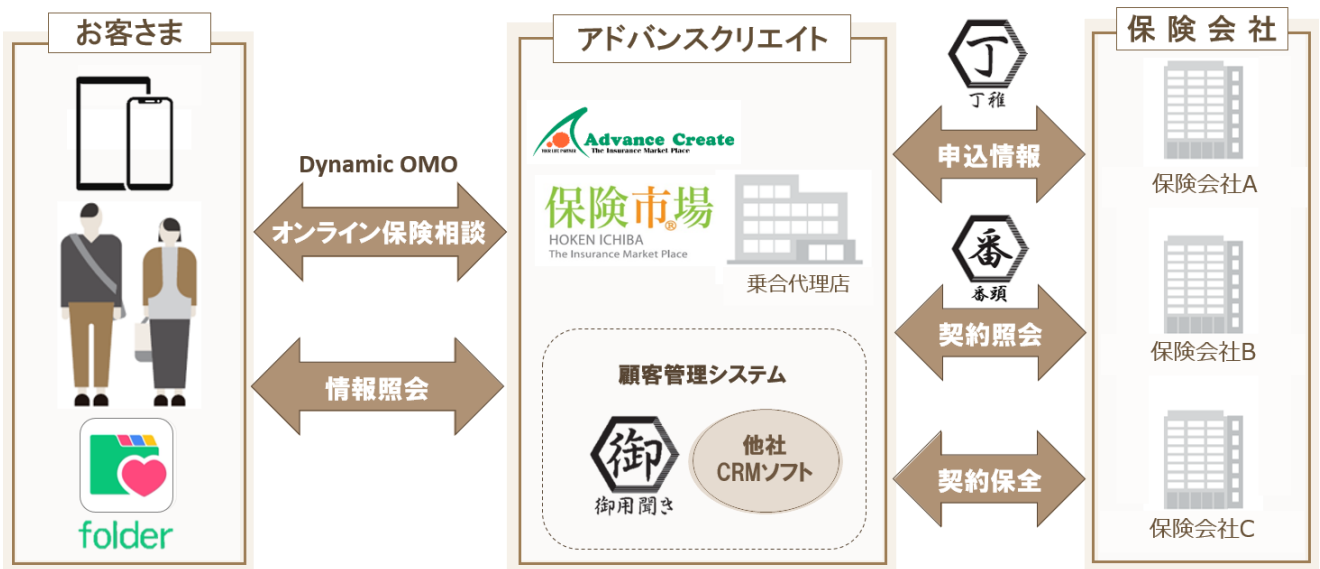 お客さま
folder
Dynamic OMO
オンライン保険相談
情報照会
アドバンスクリエイト
Advance Create
The Insurance Market Place
保険市場®
HOKEN ICHIBA
The Insurance Market Place
乗合代理店
顧客管理システム
御
御用聞き
他社
CRMソフト
丁
丁稚
申込情報
番
番頭
契約照会
契約保全
保険会社
保険会社A
保険会社B
保険会社C